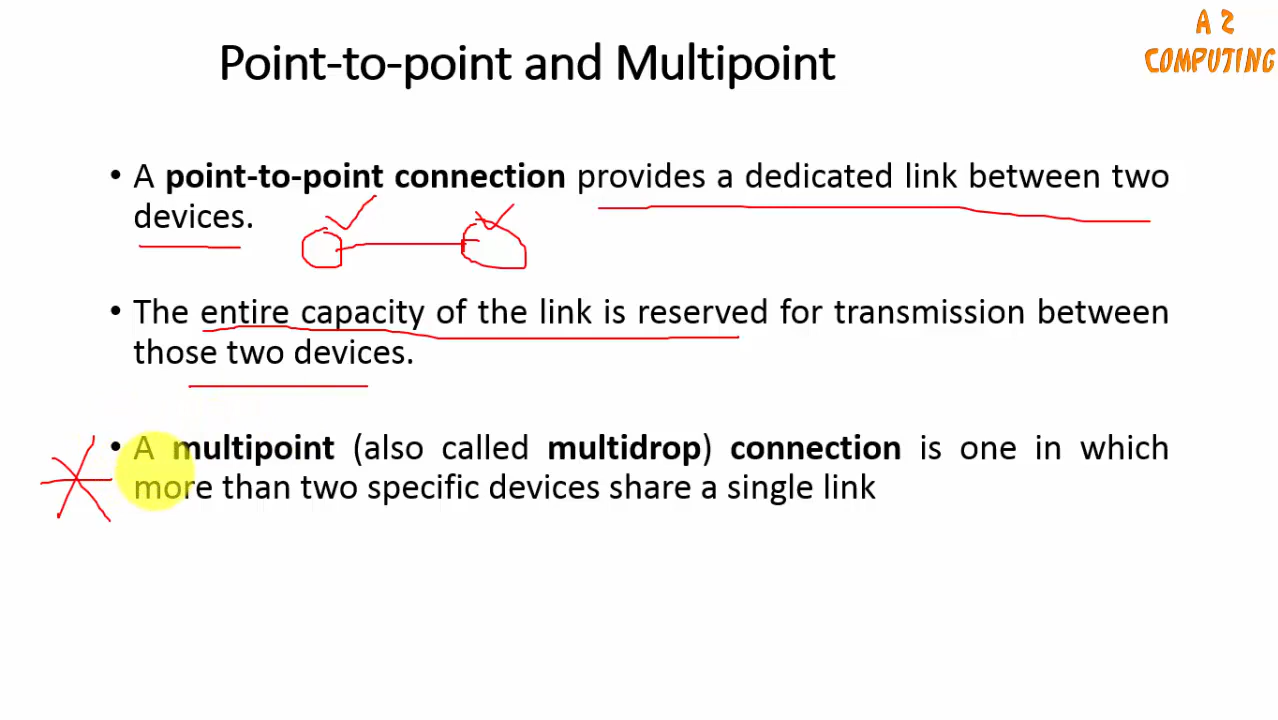 A Z
COMPUTING
Point-to-point and Multipoint
• A point-to-point connection provides a dedicated link between two
devices.
• The entire capacity of the link is reserved for transmission between
those two devices.
• A multipoint (also called multidrop) connection is one in which
more than two specific devices share a single link